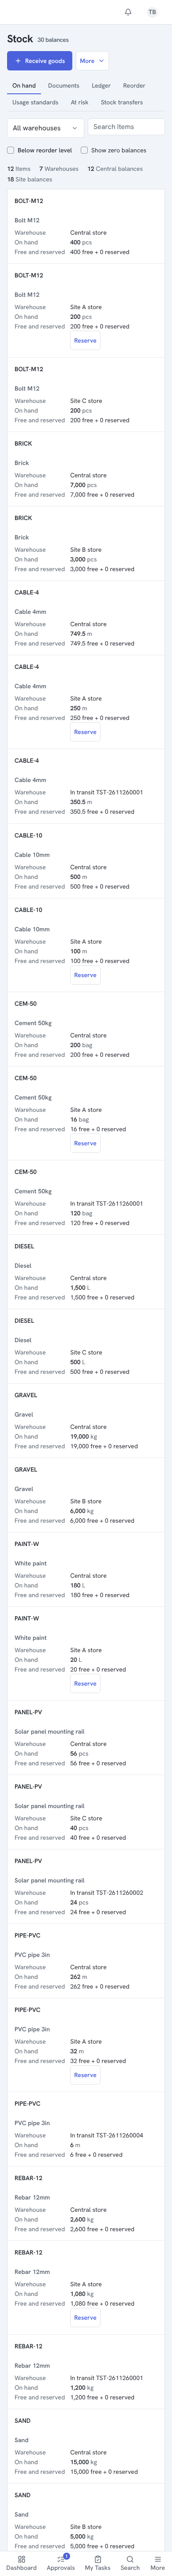 TB
Stock 30 balances
+ Receive goods More
On hand Documents Ledger Reorder
Usage standards At risk Stock transfers
All warehouses Search items
Below reorder level Show zero balances
12 Items 7 Warehouses 12 Central balances
18 Site balances
BOLT-M12
Bolt M12
Warehouse Central store
On hand 400 pcs
Free and reserved 400 free + 0 reserved
BOLT-M12
Bolt M12
Warehouse Site A store
On hand 200 pcs
Free and reserved 200 free + 0 reserved
Reserve
BOLT-M12
Bolt M12
Warehouse Site C store
On hand 200 pcs
Free and reserved 200 free + 0 reserved
BRICK
Brick
Warehouse Central store
On hand 7,000 pcs
Free and reserved 7,000 free + 0 reserved
BRICK
Brick
Warehouse Site B store
On hand 3,000 pcs
Free and reserved 3,000 free + 0 reserved
CABLE-4
Cable 4mm
Warehouse Central store
On hand 749.5 m
Free and reserved 749.5 free + 0 reserved
CABLE-4
Cable 4mm
Warehouse Site A store
On hand 250 m
Free and reserved 250 free + 0 reserved
Reserve
CABLE-4
Cable 4mm
Warehouse In transit TST-2611260001
On hand 350.5 m
Free and reserved 350.5 free + 0 reserved
CABLE-10
Cable 10mm
Warehouse Central store
On hand 500 m
Free and reserved 500 free + 0 reserved
CABLE-10
Cable 10mm
Warehouse Site A store
On hand 100 m
Free and reserved 100 free + 0 reserved
Reserve
CEM-50
Cement 50kg
Warehouse Central store
On hand 200 bag
Free and reserved 200 free + 0 reserved
CEM-50
Cement 50kg
Warehouse Site A store
On hand 16 bag
Free and reserved 16 free + 0 reserved
Reserve
CEM-50
Cement 50kg
Warehouse In transit TST-2611260001
On hand 120 bag
Free and reserved 120 free + 0 reserved
DIESEL
Diesel
Warehouse Central store
On hand 1,500 L
Free and reserved 1,500 free + 0 reserved
DIESEL
Diesel
Warehouse Site C store
On hand 500 L
Free and reserved 500 free + 0 reserved
GRAVEL
Gravel
Warehouse Central store
On hand 19,000 kg
Free and reserved 19,000 free + 0 reserved
GRAVEL
Gravel
Warehouse Site B store
On hand 6,000 kg
Free and reserved 6,000 free + 0 reserved
PAINT-W
White paint
Warehouse Central store
On hand 180 L
Free and reserved 180 free + 0 reserved
PAINT-W
White paint
Warehouse Site A store
On hand 20 L
Free and reserved 20 free + 0 reserved
Reserve
PANEL-PV
Solar panel mounting rail
Warehouse Central store
On hand 56 pcs
Free and reserved 56 free + 0 reserved
PANEL-PV
Solar panel mounting rail
Warehouse Site C store
On hand 40 pcs
Free and reserved 40 free + 0 reserved
PANEL-PV
Solar panel mounting rail
Warehouse In transit TST-2611260002
On hand 24 pcs
Free and reserved 24 free + 0 reserved
PIPE-PVC
PVC pipe 3in
Warehouse Central store
On hand 262 m
Free and reserved 262 free + 0 reserved
PIPE-PVC
PVC pipe 3in
Warehouse Site A store
On hand 32 m
Free and reserved 32 free + 0 reserved
Reserve
PIPE-PVC
PVC pipe 3in
Warehouse In transit TST-2611260004
On hand 6 m
Free and reserved 6 free + 0 reserved
REBAR-12
Rebar 12mm
Warehouse Central store
On hand 2,600 kg
Free and reserved 2,600 free + 0 reserved
REBAR-12
Rebar 12mm
Warehouse Site A store
On hand 1,080 kg
Free and reserved 1,080 free + 0 reserved
Reserve
REBAR-12
Rebar 12mm
Warehouse In transit TST-2611260001
On hand 1,200 kg
Free and reserved 1,200 free + 0 reserved
SAND
Sand
Warehouse Central store
On hand 15,000 kg
Free and reserved 15,000 free + 0 reserved
SAND
Sand
Warehouse Site B store
On hand 5,000 kg
Free and reserved 5,000 free + 0 reserved
1
Dashboard Approvals My Tasks Search More